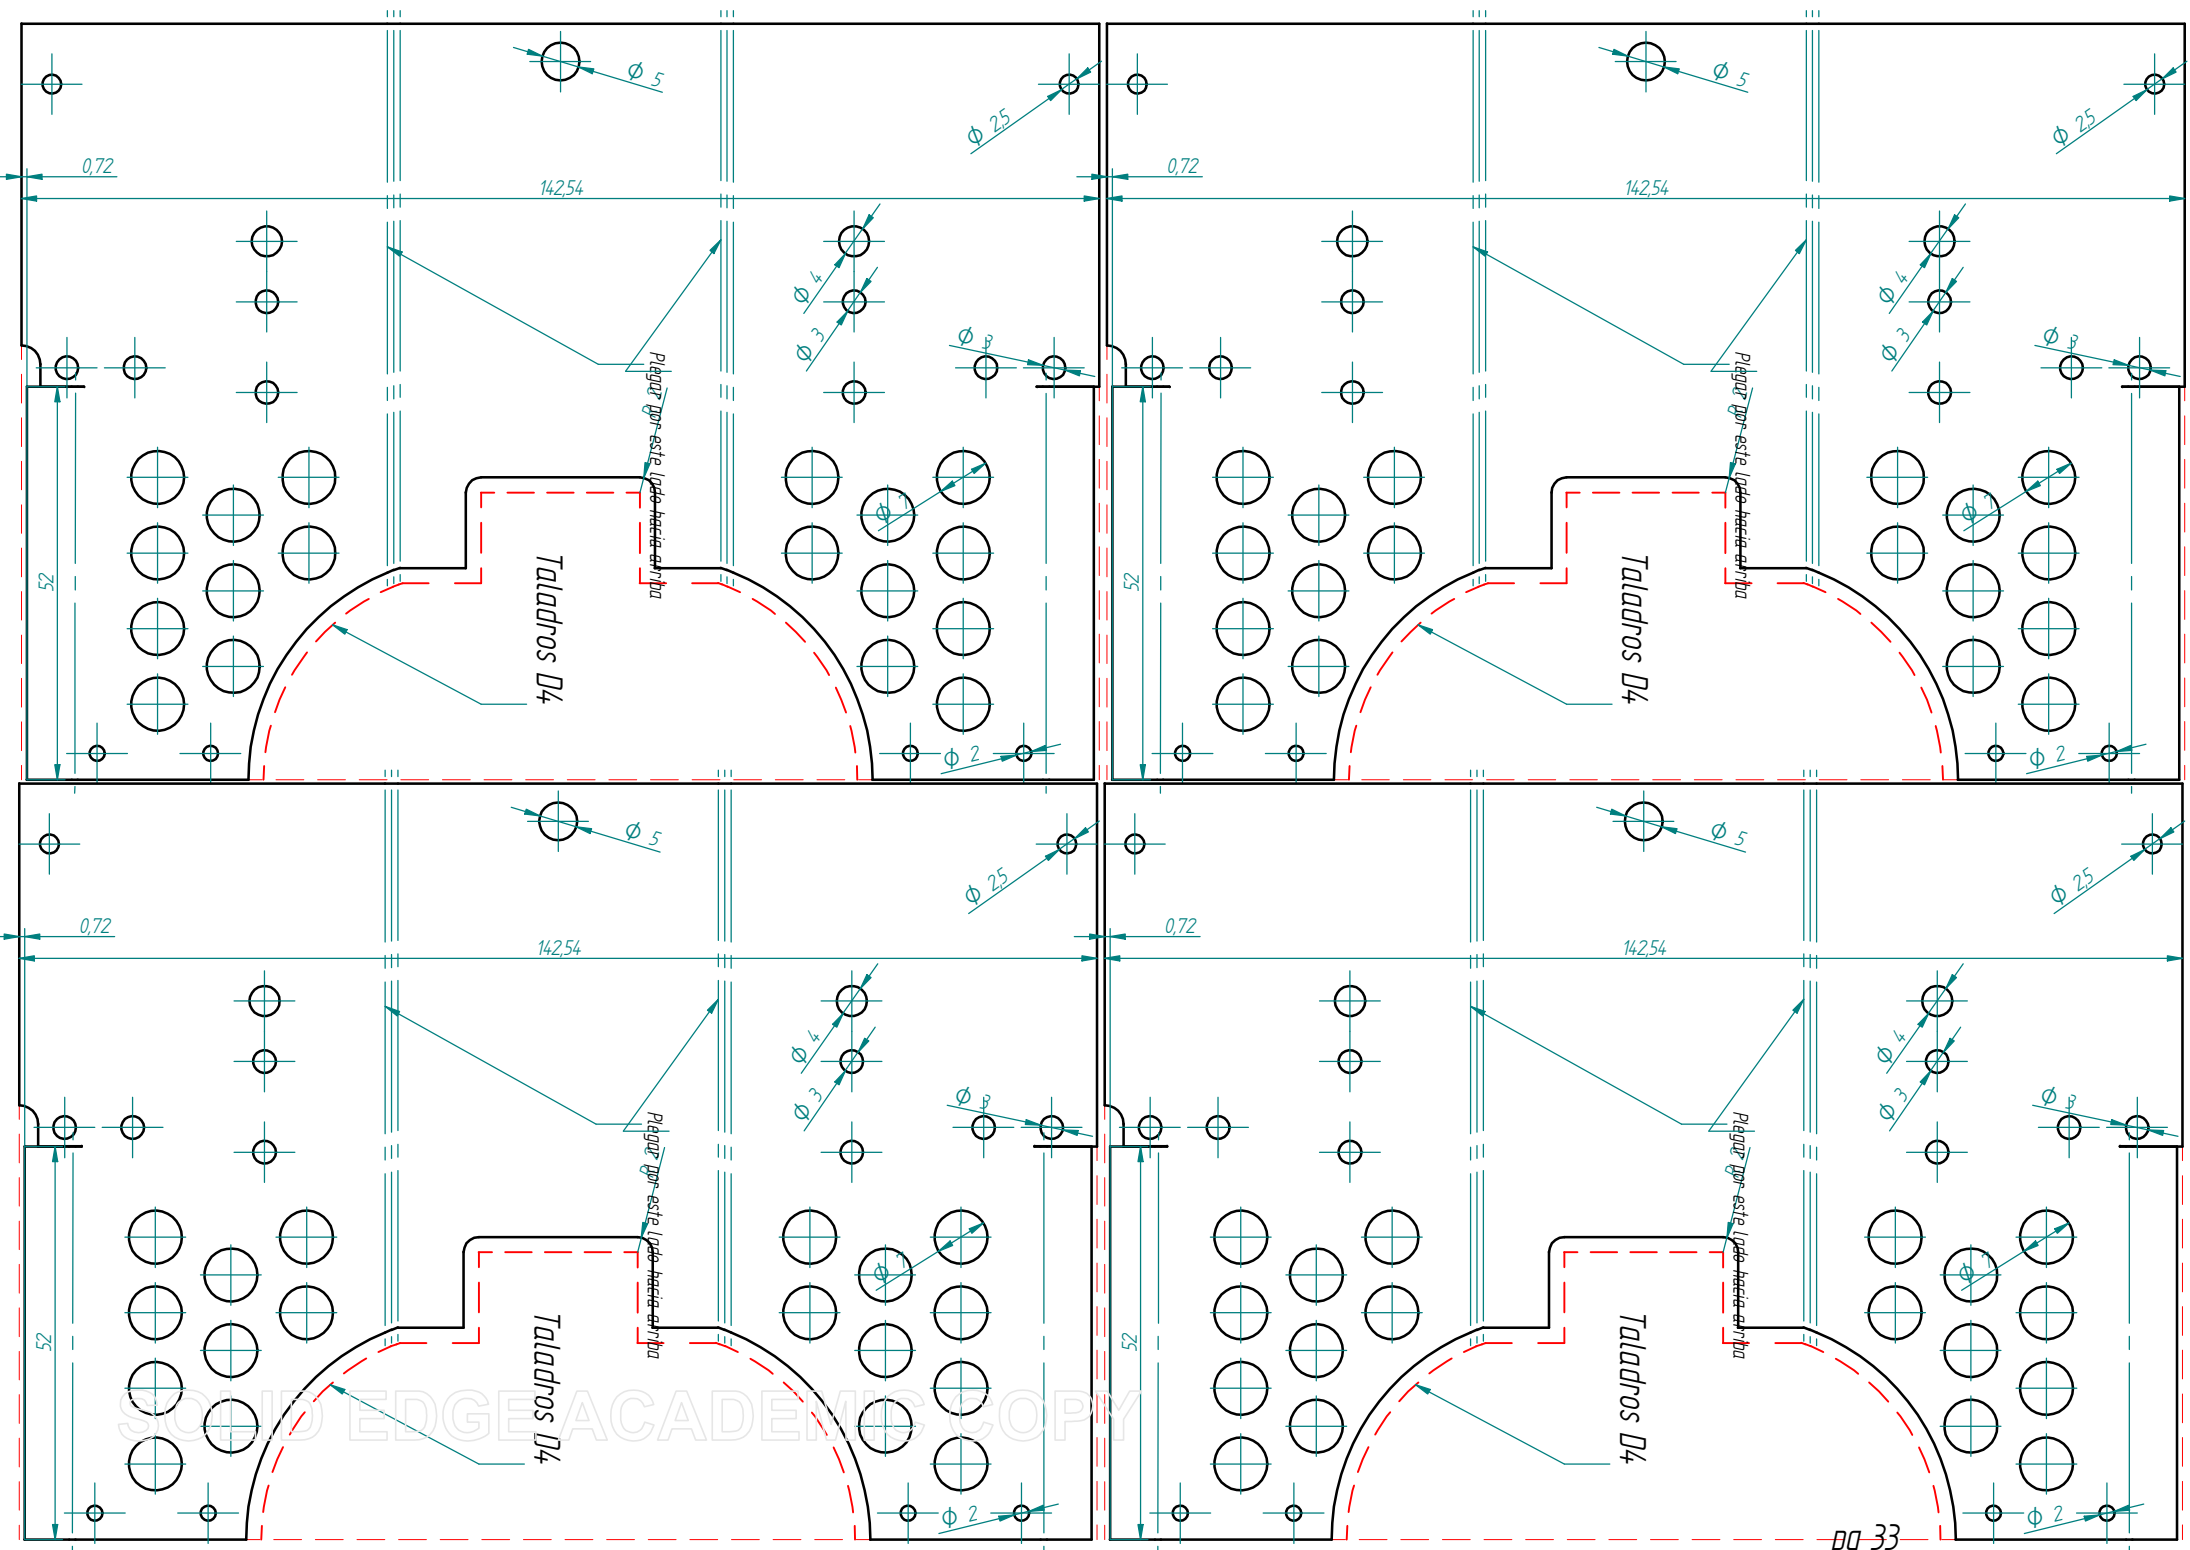 Φ 5
Φ 5
Φ 2,5
Φ 2,5
0,72
0,72
142,54
142,54
Φ 4
Φ 4
Φ 3
Φ 3
Φ 3
Φ 3
Plegar por este lado hacia arriba
Plegar por este lado hacia arriba
Φ 7
Φ 7
52
52
Taladros D4
Taladros D4
Φ 2
Φ 2
Φ 5
Φ 5
Φ 2,5
Φ 2,5
0,72
0,72
142,54
142,54
Φ 4
Φ 4
Φ 3
Φ 3
Φ 3
Φ 3
Plegar por este lado hacia arriba
Plegar por este lado hacia arriba
Φ 7
Φ 7
52
52
Taladros D4
Taladros D4
SOLID EDGE ACADEMIC COPY
Φ 2
Φ 2
33